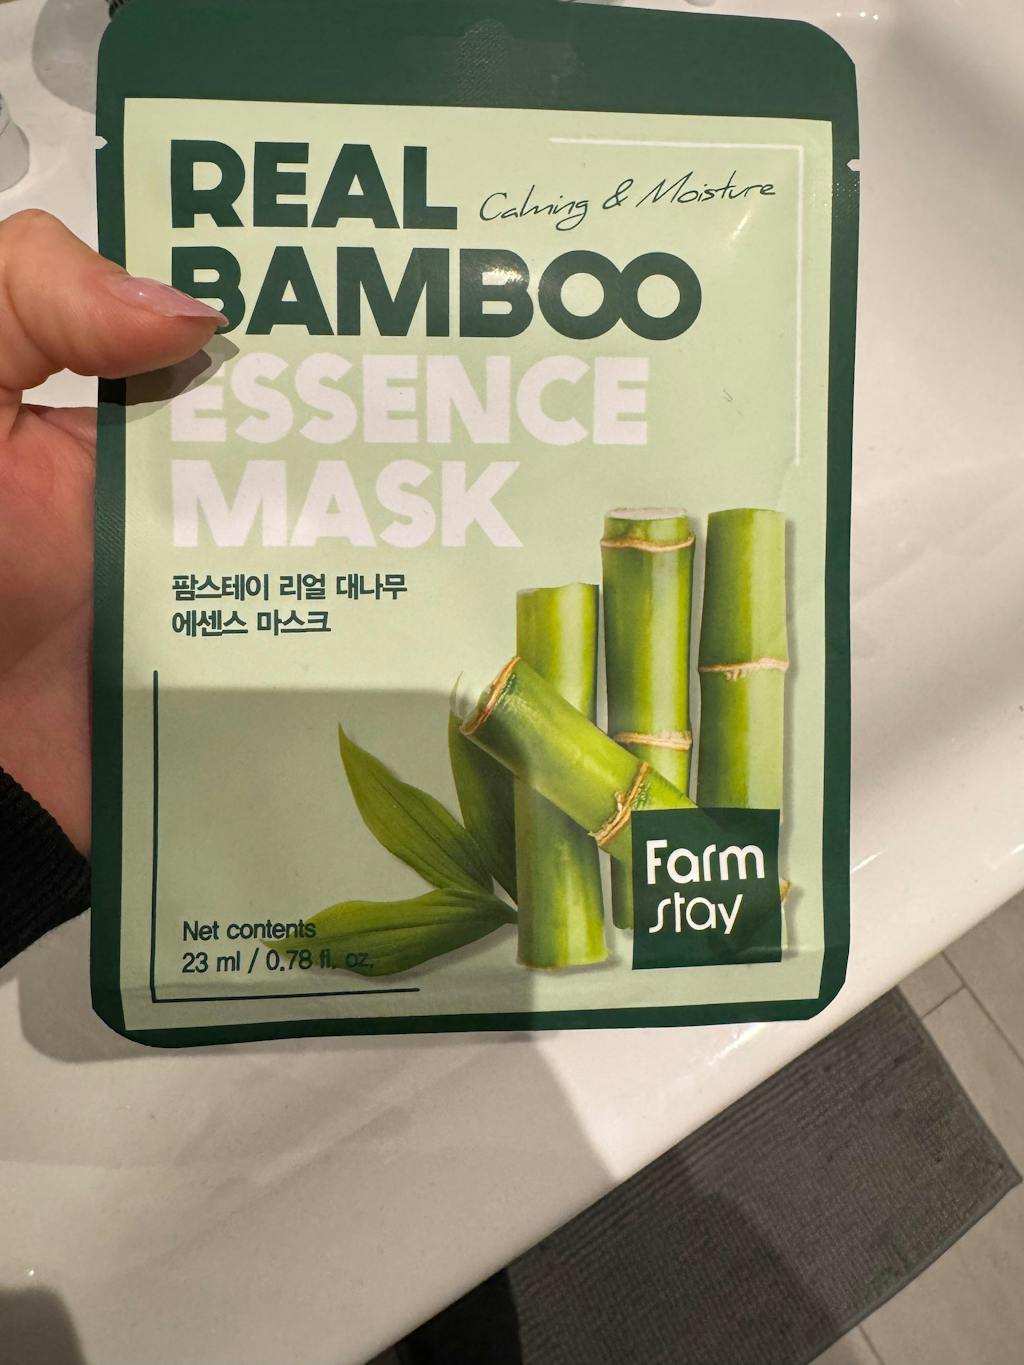 REAL
Calming & Moisture
BAMBOO
ESSENCE
MASK
팜스테이 리얼 대나무
에센스 마스크
Net contents
23 ml / 0.78 fl. oz.
Farm
stay